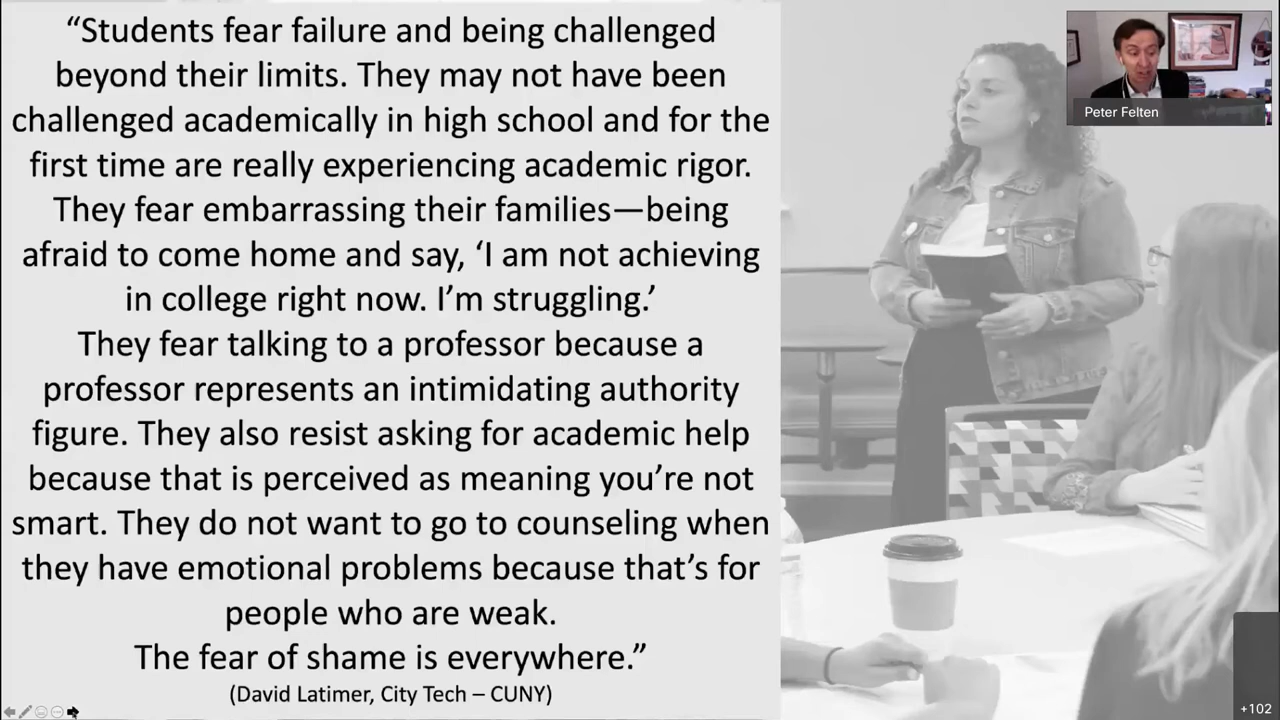 “Students fear failure and being challenged
beyond their limits. They may not have been
challenged academically in high school and for the
first time are really experiencing academic rigor.
They fear embarrassing their families—being
afraid to come home and say, ‘I am not achieving
in college right now. I’m struggling.’
They fear talking to a professor because a
professor represents an intimidating authority
figure. They also resist asking for academic help
because that is perceived as meaning you’re not
smart. They do not want to go to counseling when
they have emotional problems because that’s for
people who are weak.
The fear of shame is everywhere.”
(David Latimer, City Tech – CUNY)
Peter Felten
+102